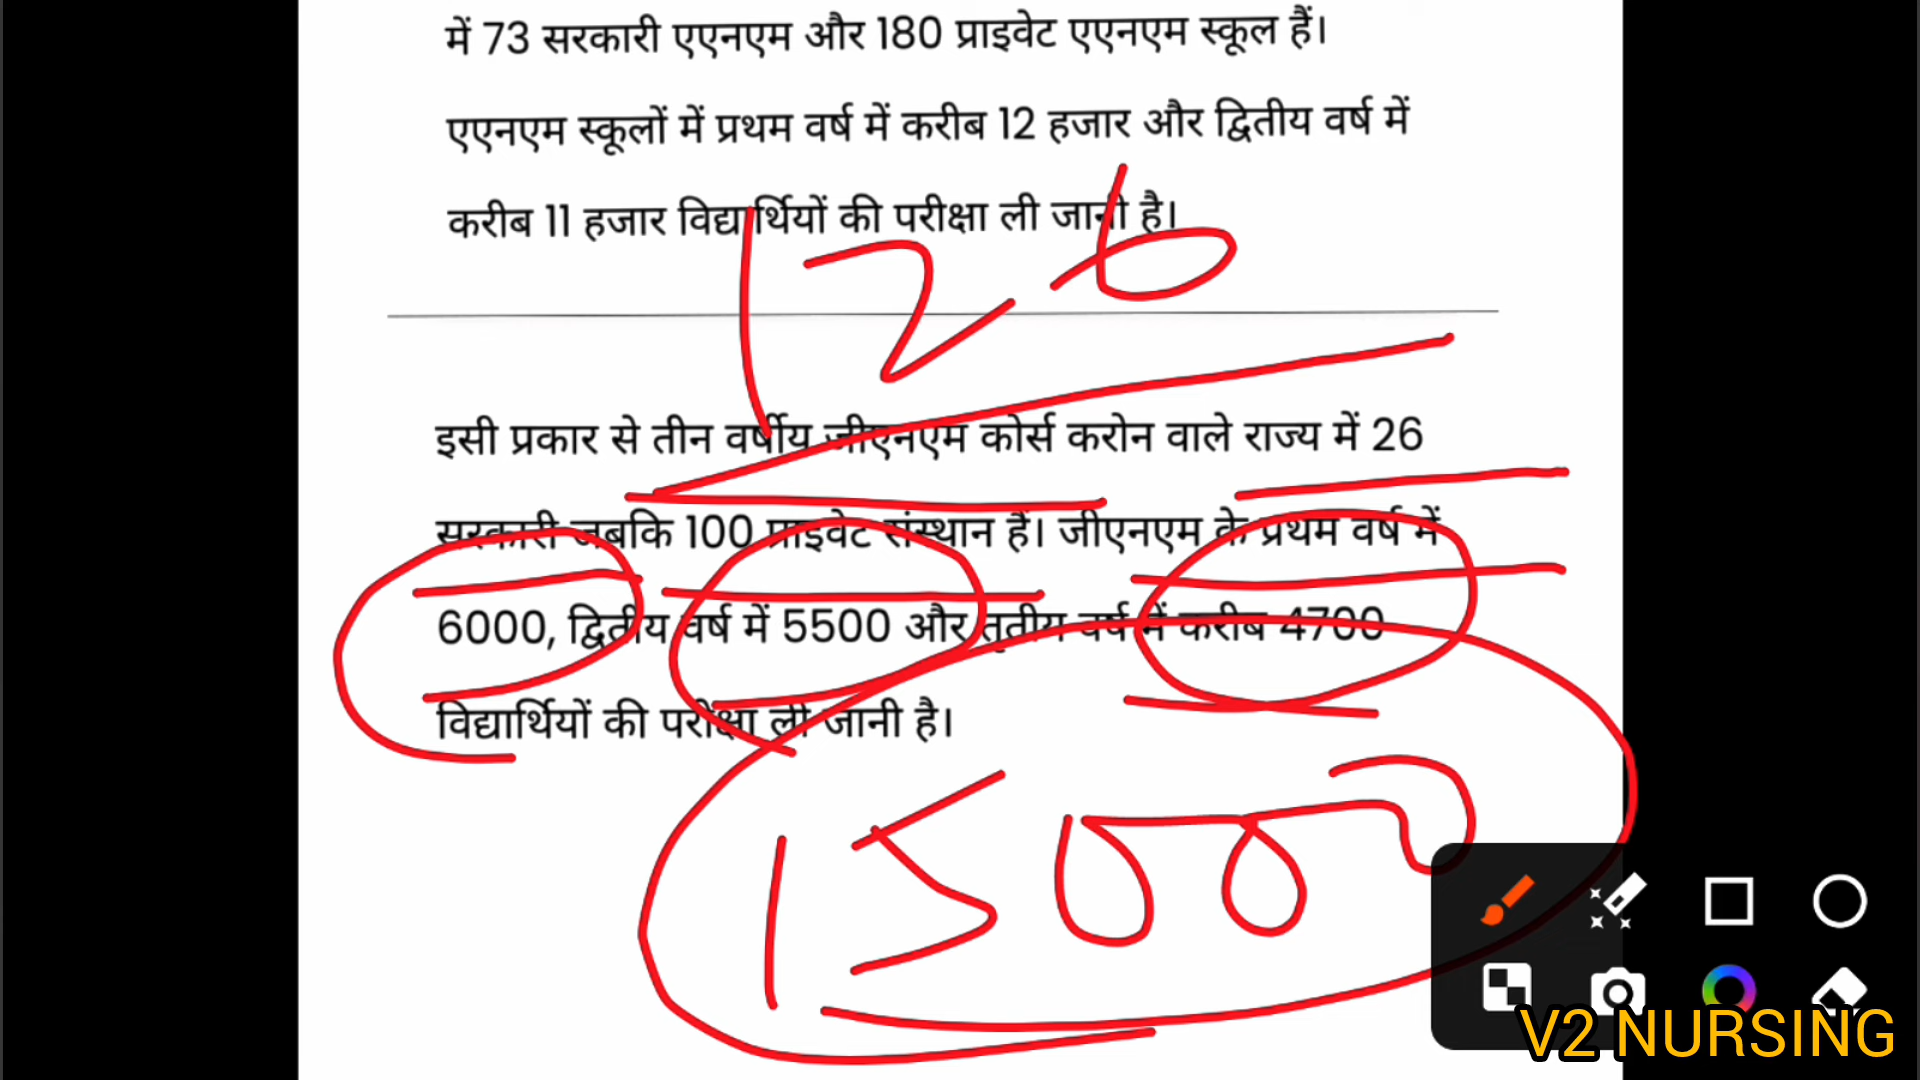 में 73 सरकारी एएनएम और 180 प्राइवेट एएनएम स्कूल हैं।
एएनएम स्कूलों में प्रथम वर्ष में करीब 12 हजार और द्वितीय वर्ष में
करीब 11 हजार विद्यार्थियों की परीक्षा ली जानी है।
126
इसी प्रकार से तीन वर्षीय जीएनएम कोर्स करोन वाले राज्य में 26
सरकारी जबकि 100 प्राइवेट संस्थान हैं। जीएनएम के प्रथम वर्ष में
6000, द्वितीय वर्ष में 5500 और तृतीय वर्ष में करीब 4700
विद्यार्थियों की परीक्षा ली जानी है।
15000
V2 NURSING